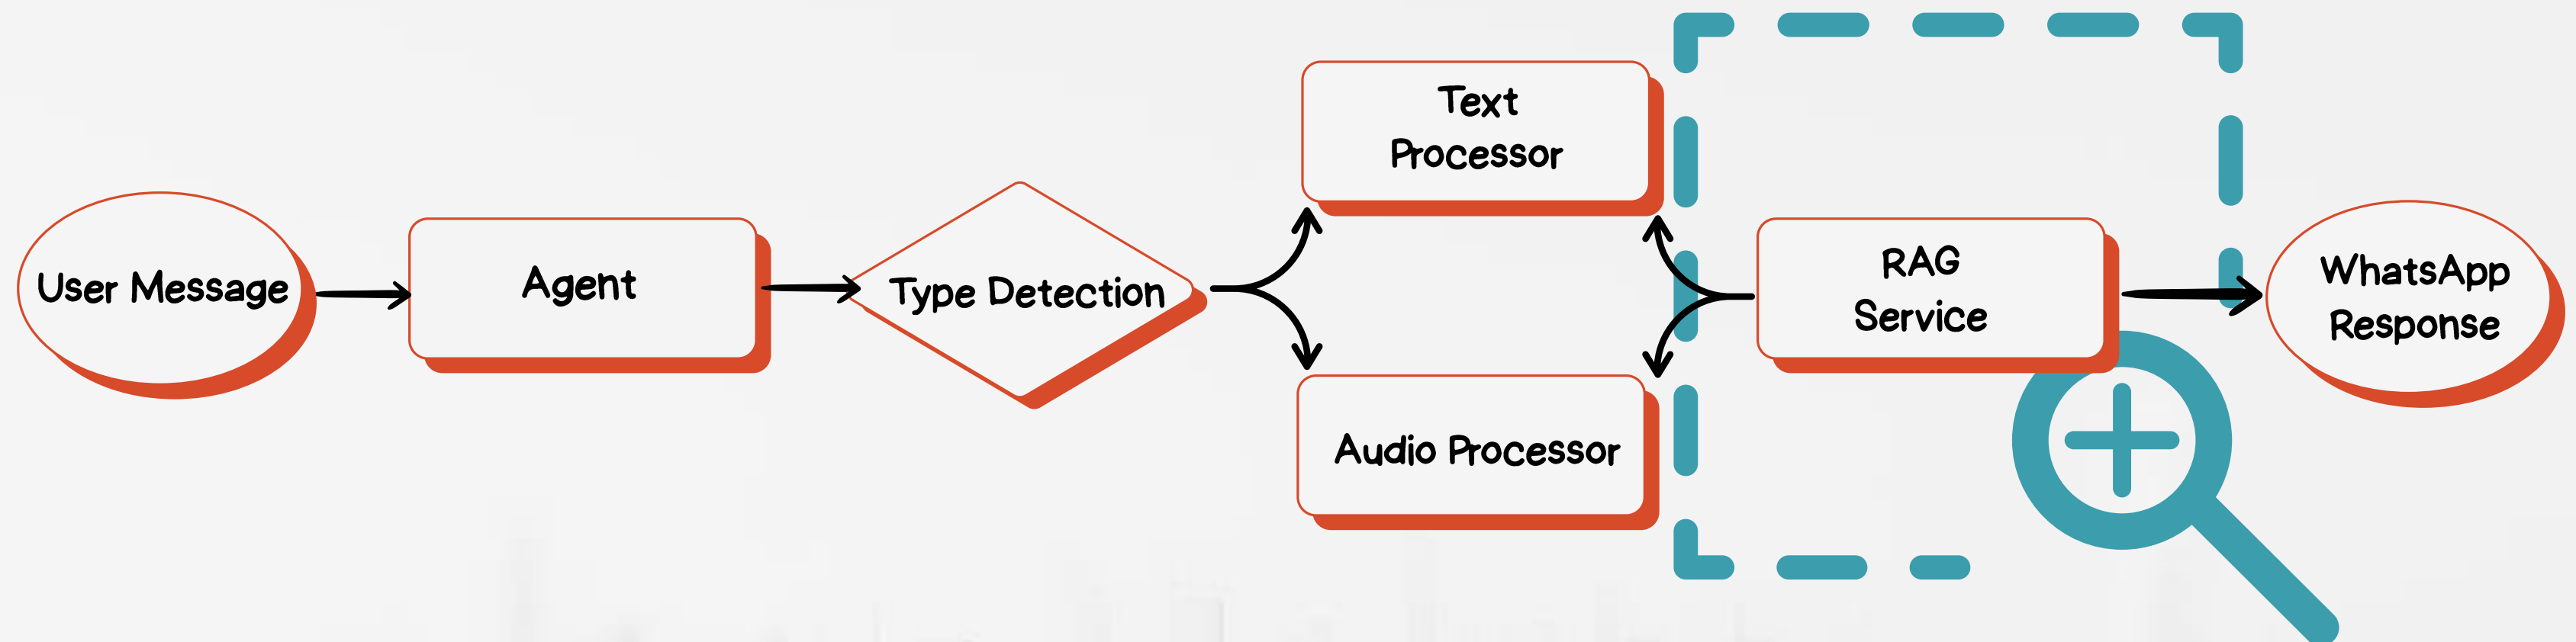 User Message
Agent
Type Detection
Text
Processor
Audio Processor
RAG
Service
WhatsApp
Response